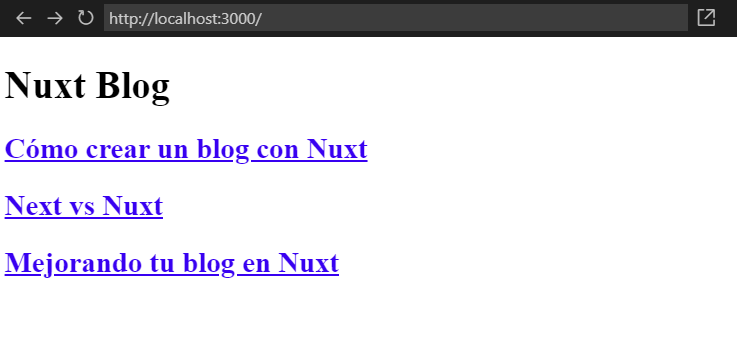 http://localhost:3000/
Nuxt Blog
Cómo crear un blog con Nuxt
Next vs Nuxt
Mejorando tu blog en Nuxt